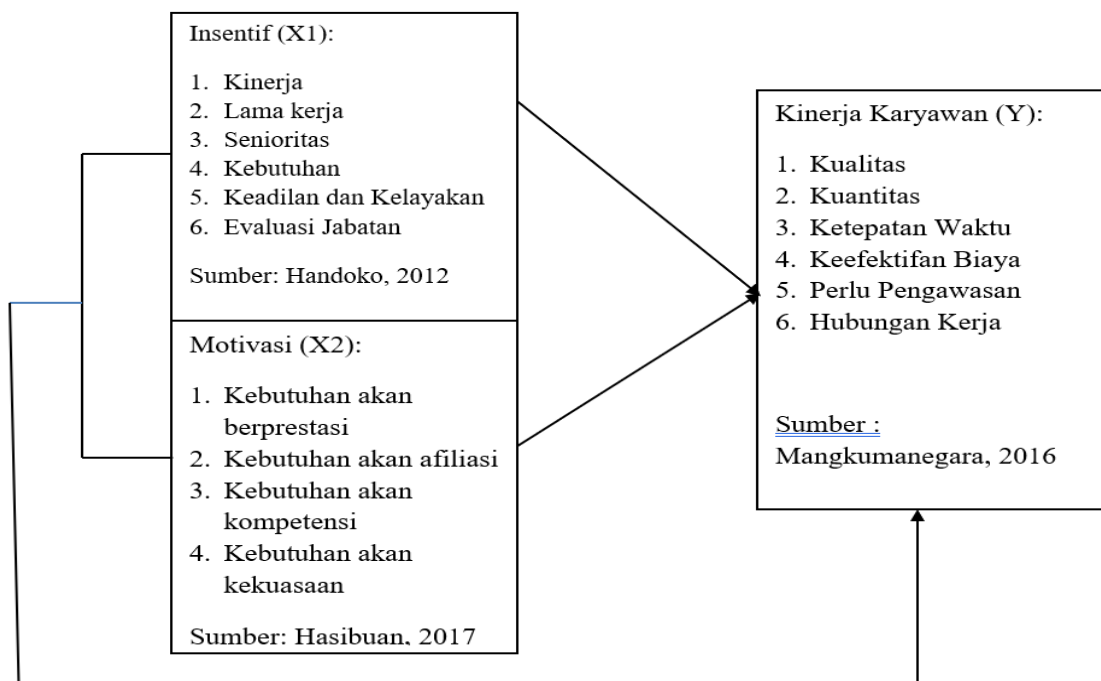 Insentif (X1):
1. Kinerja
2. Lama kerja
3. Senioritas
4. Kebutuhan
5. Keadilan dan Kelayakan
6. Evaluasi Jabatan
Sumber: Handoko, 2012
Motivasi (X2):
1. Kebutuhan akan
berprestasi
2. Kebutuhan akan afiliasi
3. Kebutuhan akan
kompetensi
4. Kebutuhan akan
kekuasaan
Sumber: Hasibuan, 2017
Kinerja Karyawan (Y):
1. Kualitas
2. Kuantitas
3. Ketepatan Waktu
4. Keefektifan Biaya
5. Perlu Pengawasan
6. Hubungan Kerja
Sumber :
Mangkumanegara, 2016